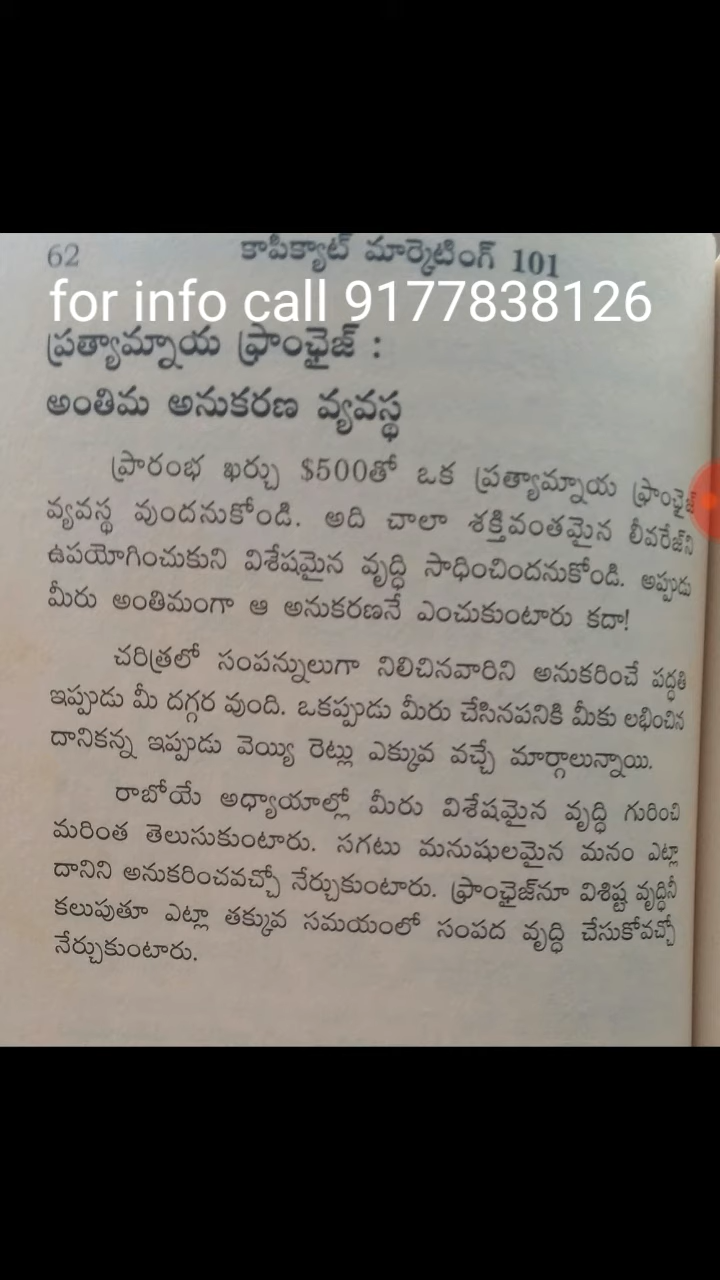 62 కాపీక్యాట్ మార్కెటింగ్ 101
for info call 9177838126
ప్రత్యామ్నాయ ఫ్రాంఛైజ్ :
అంతిమ అనుకరణ వ్యవస్థ
ప్రారంభ ఖర్చు $500తో ఒక ప్రత్యామ్నాయ ఫ్రాంఛైజ్
వ్యవస్థ వుందనుకోండి. అది చాలా శక్తివంతమైన లీవరేజ్‌ని
ఉపయోగించుకుని విశేషమైన వృద్ధి సాధించిందనుకోండి. అప్పుడు
మీరు అంతిమంగా ఆ అనుకరణనే ఎంచుకుంటారు కదా!
చరిత్రలో సంపన్నులుగా నిలిచినవారిని అనుకరించే పద్ధతి
ఇప్పుడు మీ దగ్గర వుంది. ఒకప్పుడు మీరు చేసినపనికి మీకు లభించిన
దానికన్న ఇప్పుడు వెయ్యి రెట్లు ఎక్కువ వచ్చే మార్గాలున్నాయి.
రాబోయే అధ్యాయాల్లో మీరు విశేషమైన వృద్ధి గురించి
మరింత తెలుసుకుంటారు. సగటు మనుషులమైన మనం ఎట్లా
దానిని అనుకరించవచ్చో నేర్చుకుంటారు. ఫ్రాంఛైజ్‌నూ విశిష్ట వృద్ధినీ
కలుపుతూ ఎట్లా తక్కువ సమయంలో సంపద వృద్ధి చేసుకోవచ్చో
నేర్చుకుంటారు.